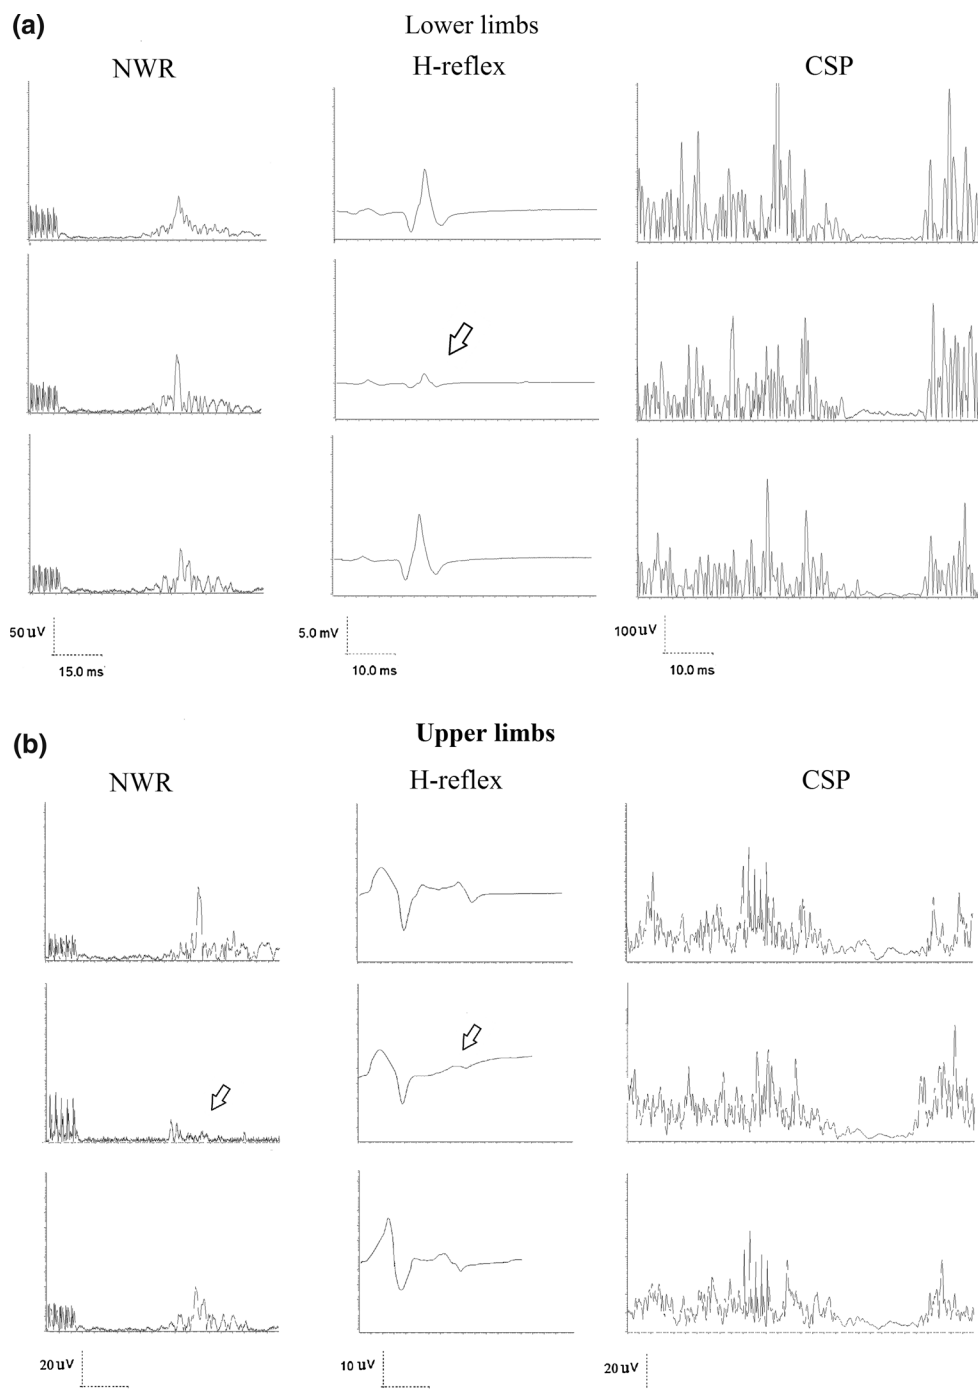 (a)
Lower limbs
NWR
H-reflex
CSP
50 uV
15.0 ms
5.0 mV
10.0 ms
100 uV
10.0 ms
(b)
Upper limbs
NWR
H-reflex
CSP
20 uV
10 uV
20 uV